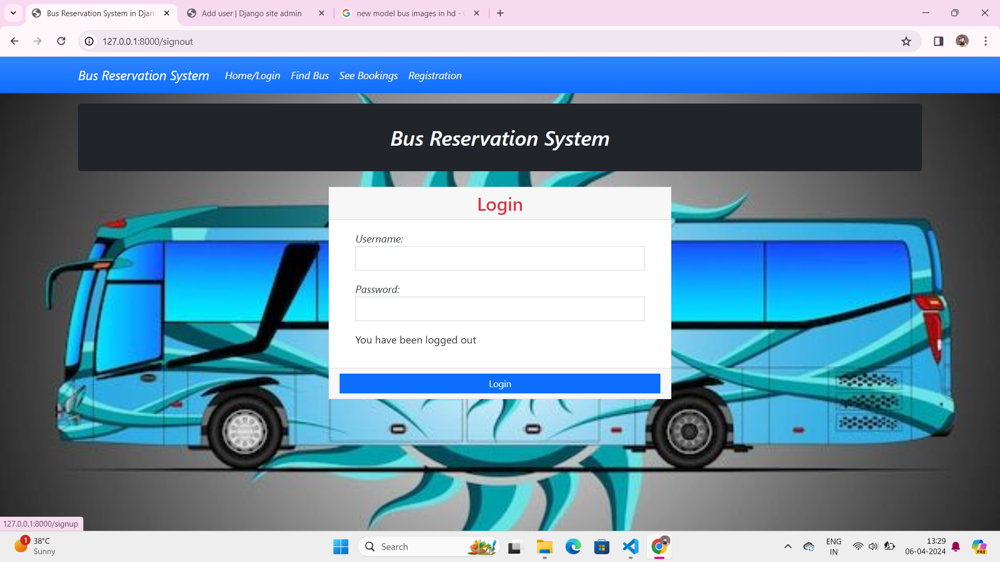 Bus Reservation System in Djan
Add user | Django site admin
new model bus images in hd -
127.0.0.1:8000/signout
Bus Reservation System
Home/Login
Find Bus
See Bookings
Registration
Bus Reservation System
Login
Username:
Password:
You have been logged out
Login
127.0.0.1:8000/signup
1
38°C
Sunny
Search
ENG
IN
13:29
06-04-2024
PRE